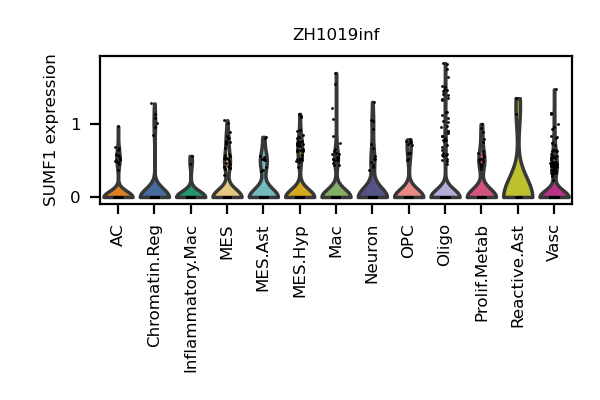 ZH1019inf
SUMF1 expression
1
0
AC
Chromatin.Reg
Inflammatory.Mac
MES
MES.Ast
MES.Hyp
Mac
Neuron
OPC
Oligo
Prolif.Metab
Reactive.Ast
Vasc